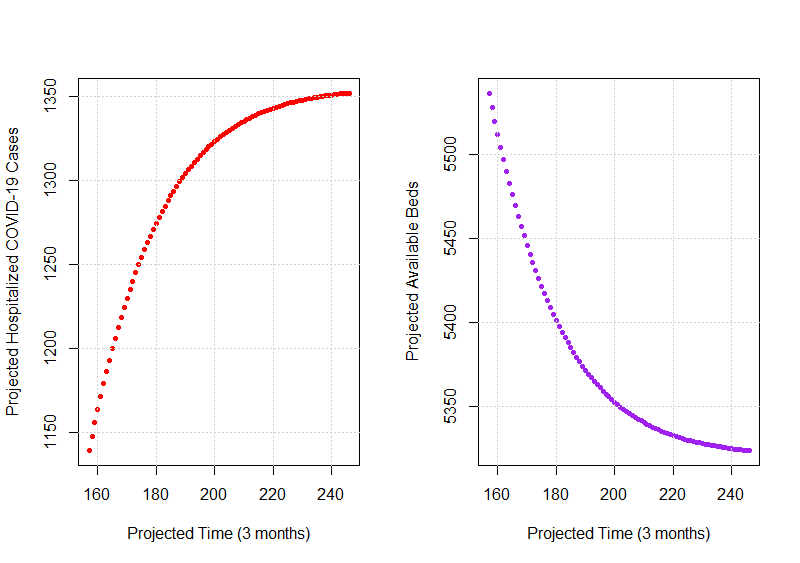 Projected Hospitalized COVID-19 Cases
1350
1300
1250
1200
1150
160 180 200 220 240
Projected Time (3 months)
Projected Available Beds
5500
5450
5400
5350
160 180 200 220 240
Projected Time (3 months)